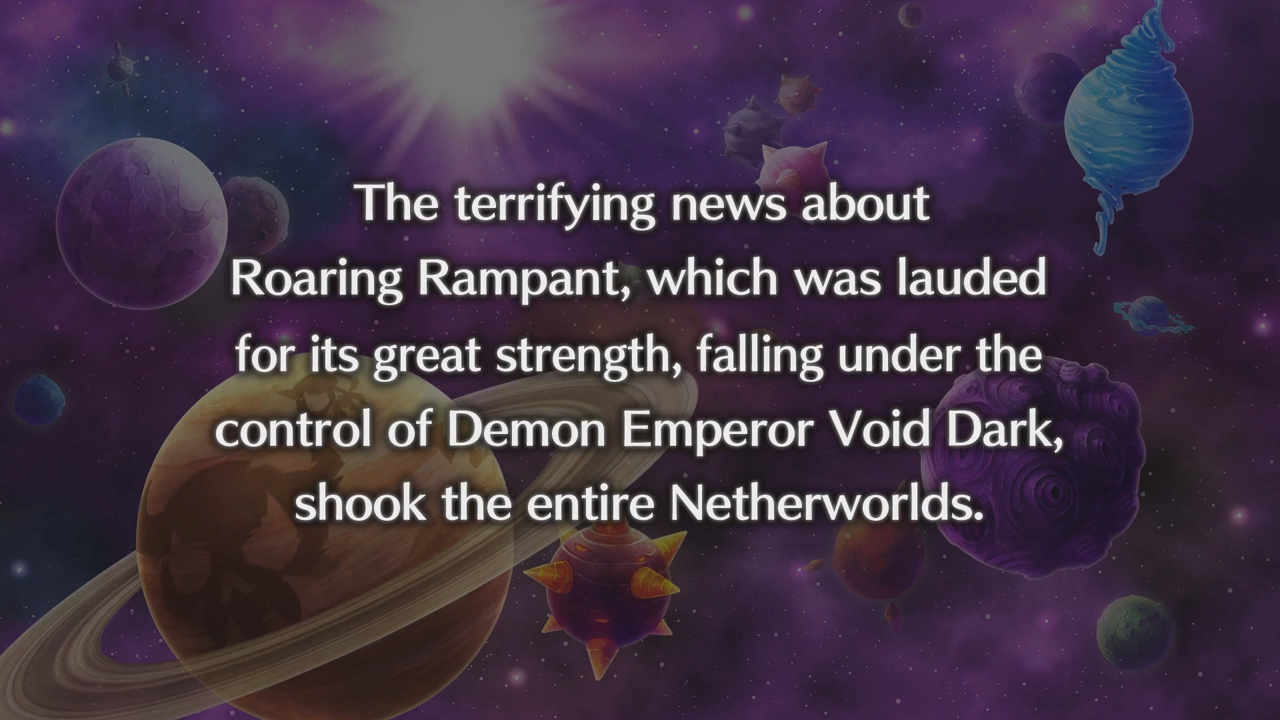 The terrifying news about
Roaring Rampant, which was lauded
for its great strength, falling under the
control of Demon Emperor Void Dark,
shook the entire Netherworlds.